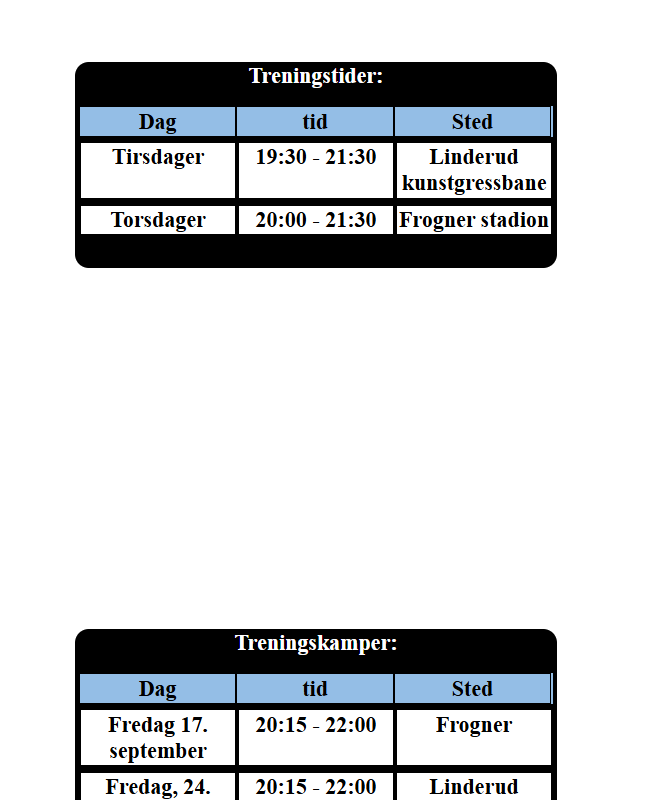 Treningstider:
Dag tid Sted
Tirsdager 19:30 - 21:30 Linderud
kunstgressbane
Torsdager 20:00 - 21:30 Frogner stadion
Treningskamper:
Dag tid Sted
Fredag 17. 20:15 - 22:00 Frogner
september
Fredag, 24. 20:15 - 22:00 Linderud